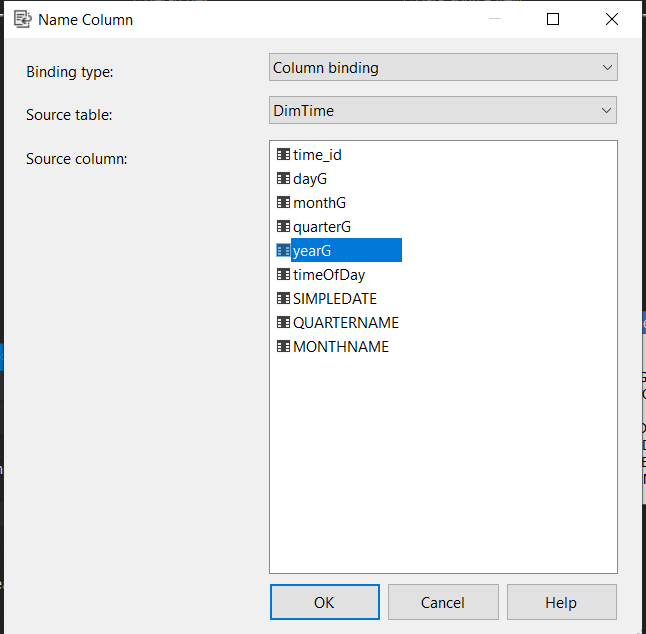 Name Column
Binding type:
Column binding
Source table:
DimTime
Source column:
time_id
dayG
monthG
quarterG
yearG
timeOfDay
SIMPLEDATE
QUARTERNAME
MONTHNAME
OK
Cancel
Help